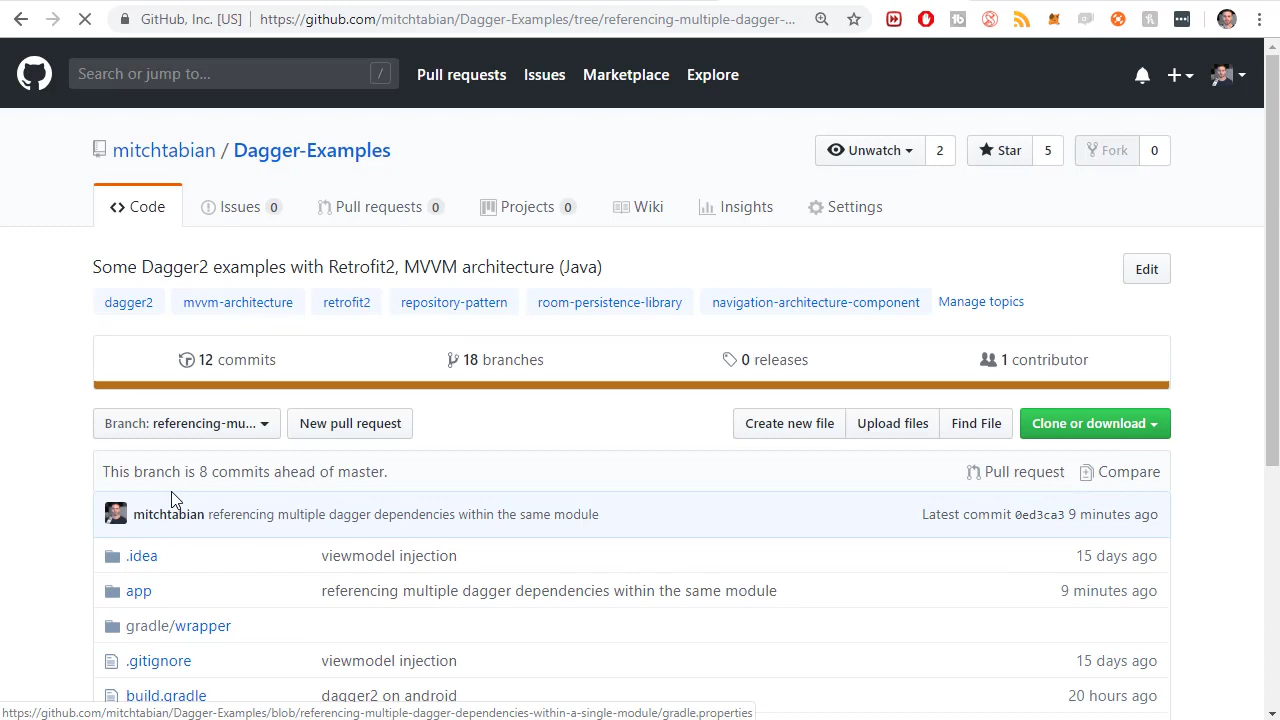 GitHub, Inc. [US] https://github.com/mitchtabian/Dagger-Examples/tree/referencing-multiple-dagger-...
Search or jump to... / Pull requests Issues Marketplace Explore
mitchtabian / Dagger-Examples Unwatch 2 Star 5 Fork 0
Code Issues 0 Pull requests 0 Projects 0 Wiki Insights Settings
Some Dagger2 examples with Retrofit2, MVVM architecture (Java) Edit
dagger2 mvvm-architecture retrofit2 repository-pattern room-persistence-library navigation-architecture-component Manage topics
12 commits 18 branches 0 releases 1 contributor
Branch: referencing-mu... New pull request Create new file Upload files Find File Clone or download
This branch is 8 commits ahead of master. Pull request Compare
mitchtabian referencing multiple dagger dependencies within the same module Latest commit 0ed3ca3 9 minutes ago
.idea viewmodel injection 15 days ago
app referencing multiple dagger dependencies within the same module 9 minutes ago
gradle/wrapper
.gitignore viewmodel injection 15 days ago
build.gradle dagger2 on android 20 hours ago
https://github.com/mitchtabian/Dagger-Examples/blob/referencing-multiple-dagger-dependencies-within-a-single-module/gradle.properties